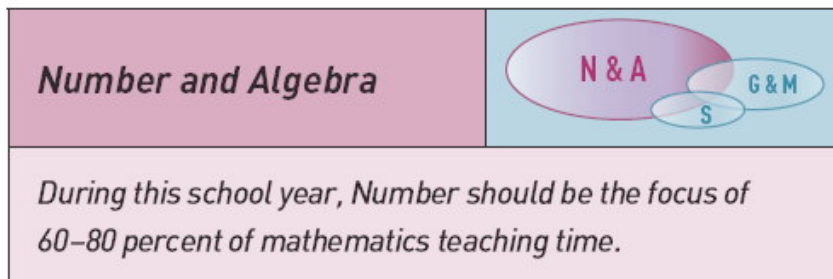 Number and Algebra
N & A
G & M
S
During this school year, Number should be the focus of
60–80 percent of mathematics teaching time.